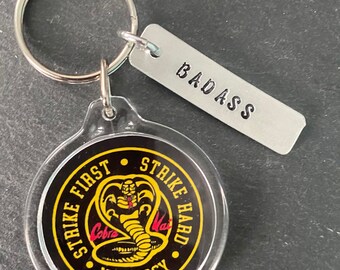 BADASS
STRIKE FIRST • STRIKE HARD •
Cobra Kai